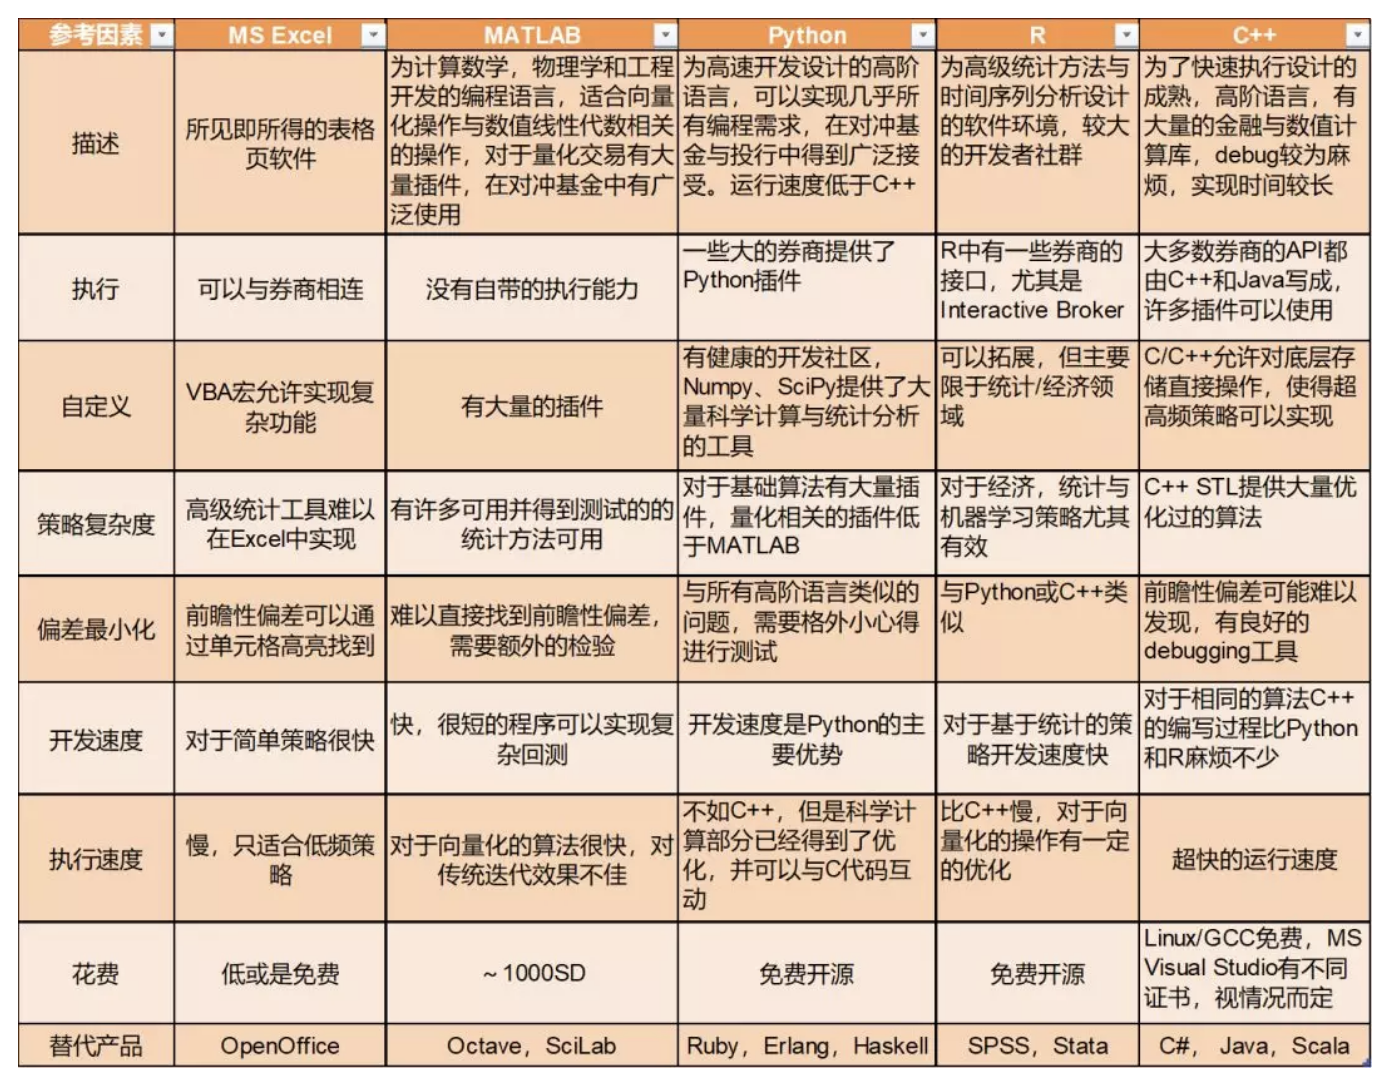 参考因素 MS Excel MATLAB Python R C++
描述
所见即所得的表格
页软件
为计算数学，物理学和工程
开发的编程语言，适合向量
化操作与数值线性代数相关
的操作，对于量化交易有大
量插件，在对冲基金中有广
泛使用
为高速开发设计的高阶
语言，可以实现几乎所
有编程需求，在对冲基
金与投行中得到广泛接
受。运行速度低于C++
为高级统计方法与
时间序列分析设计
的软件环境，较大
的开发者社群
为了快速执行设计的
成熟，高阶语言，有
大量的金融与数值计
算库，debug较为麻
烦，实现时间较长
执行
可以与券商相连
没有自带的执行能力
一些大的券商提供了
Python插件
R中有一些券商的
接口，尤其是
Interactive Broker
大多数券商的API都
由C++和Java写成，
许多插件可以使用
自定义
VBA宏允许实现复
杂功能
有大量的插件
有健康的开发社区，
Numpy、SciPy提供了大
量科学计算与统计分析
的工具
可以拓展，但主要
限于统计/经济领
域
C/C++允许对底层存
储直接操作，使得超
高频策略可以实现
策略复杂度
高级统计工具难以
在Excel中实现
有许多可用并得到测试的的
统计方法可用
对于基础算法有大量插
件，量化相关的插件低
于MATLAB
对于经济，统计与
机器学习策略尤其
有效
C++ STL提供大量优
化过的算法
偏差最小化
前瞻性偏差可以通
过单元格高亮找到
难以直接找到前瞻性偏差，
需要额外的检验
与所有高阶语言类似的
问题，需要格外小心得
进行测试
与Python或C++类
似
前瞻性偏差可能难以
发现，有良好的
debugging工具
开发速度
对于简单策略很快
快，很短的程序可以实现复
杂回测
开发速度是Python的主
要优势
对于基于统计的策
略开发速度快
对于相同的算法C++
的编写过程比Python
和R麻烦不少
执行速度
慢，只适合低频策
略
对于向量化的算法很快，对
传统迭代效果不佳
不如C++，但是科学计
算部分已经得到了优
化，并可以与C代码互
动
比C++慢，对于向
量化的操作有一定
的优化
超快的运行速度
花费
低或是免费
~ 1000SD
免费开源
免费开源
Linux/GCC免费，MS
Visual Studio有不同
证书，视情况而定
替代产品
OpenOffice
Octave，SciLab
Ruby，Erlang，Haskell
SPSS，Stata
C#， Java，Scala